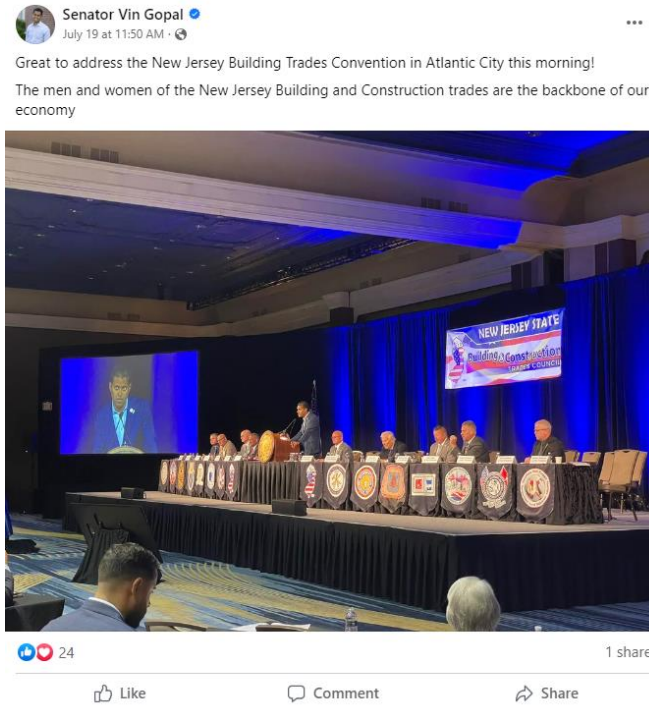 Senator Vin Gopal
July 19 at 11:50 AM ·
Great to address the New Jersey Building Trades Convention in Atlantic City this morning!
The men and women of the New Jersey Building and Construction trades are the backbone of our
economy
NEW JERSEY STATE
Building & Construction
TRADES COUNCIL
24
1 share
Like
Comment
Share